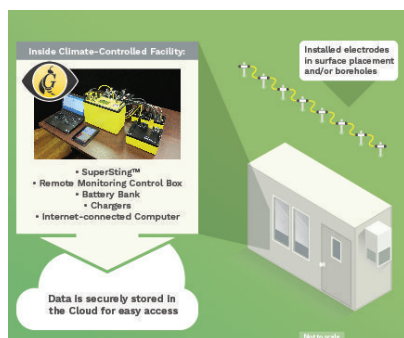 Inside Climate-Controlled Facility:
• SuperSting™
• Remote Monitoring Control Box
• Battery Bank
• Chargers
• Internet-connected Computer
Data is securely stored in
the Cloud for easy access
Installed electrodes
in surface placement
and/or boreholes
Not to scale